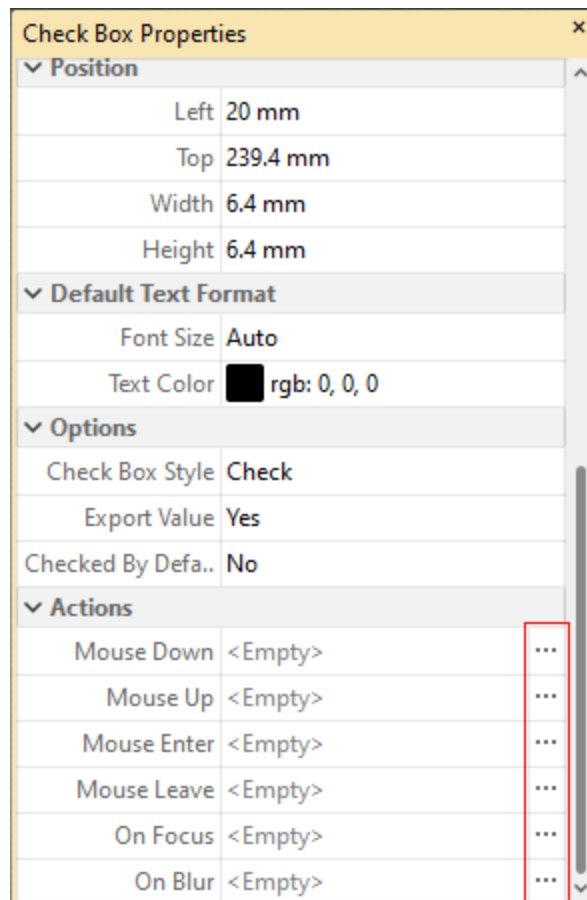 Check Box Properties
Position
Left 20 mm
Top 239.4 mm
Width 6.4 mm
Height 6.4 mm
Default Text Format
Font Size Auto
Text Color rgb: 0, 0, 0
Options
Check Box Style Check
Export Value Yes
Checked By Defa.. No
Actions
Mouse Down <Empty> ...
Mouse Up <Empty> ...
Mouse Enter <Empty> ...
Mouse Leave <Empty> ...
On Focus <Empty> ...
On Blur <Empty> ...